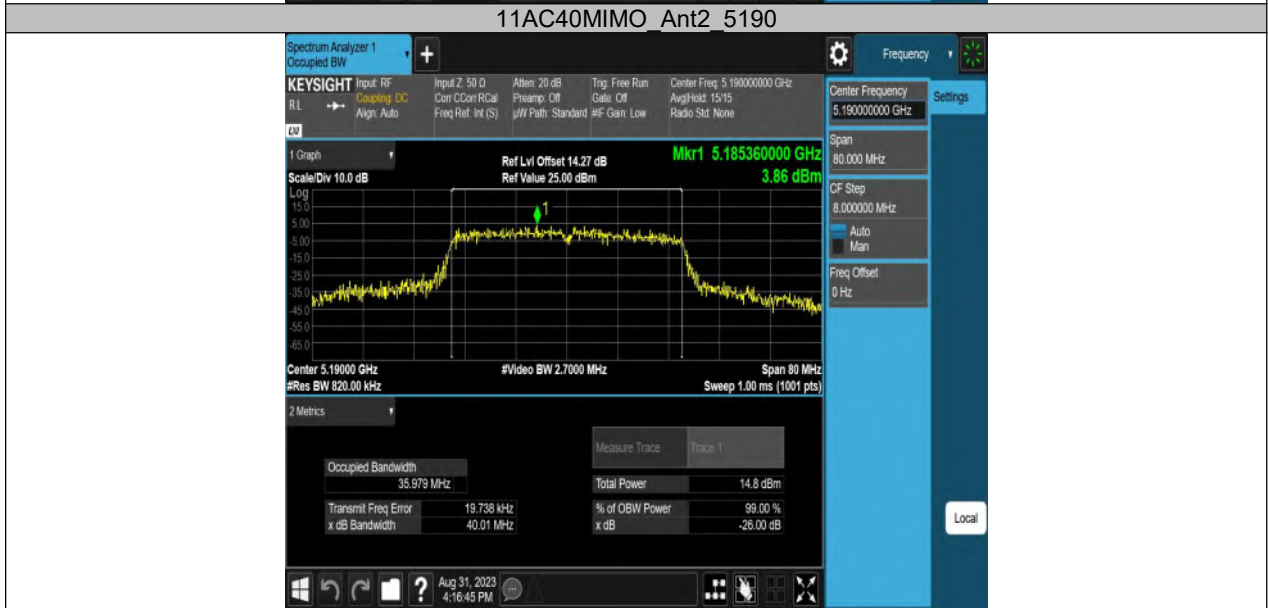 11AC40MIMO_Ant2_5190
Spectrum Analyzer 1
Occupied BW
+
Frequency
KEYSIGHT
RL
LXI
Input: RF
Coupling: DC
Align: Auto
Input Z: 50 Ω
Corr CCorr RCal
Freq Ref: Int (S)
Atten: 20 dB
Preamp: Off
µW Path: Standard
Trig: Free Run
Gate: Off
#IF Gain: Low
Center Freq: 5.190000000 GHz
Avg|Hold: 15/15
Radio Std: None
Center Frequency
5.190000000 GHz
Settings
Span
80.000 MHz
CF Step
8.000000 MHz
Auto
Man
Freq Offset
0 Hz
1 Graph
Scale/Div 10.0 dB
Ref Lvl Offset 14.27 dB
Ref Value 25.00 dBm
Mkr1 5.185360000 GHz
3.86 dBm
Log
15.0
5.00
-5.00
-15.0
-25.0
-35.0
-45.0
-55.0
-65.0
1
Center 5.19000 GHz
#Res BW 820.00 kHz
#Video BW 2.7000 MHz
Span 80 MHz
Sweep 1.00 ms (1001 pts)
2 Metrics
Measure Trace
Trace 1
Occupied Bandwidth
35.979 MHz
Total Power
14.8 dBm
Transmit Freq Error
19.738 kHz
% of OBW Power
99.00 %
x dB Bandwidth
40.01 MHz
x dB
-26.00 dB
Local
?
Aug 31, 2023
4:16:45 PM